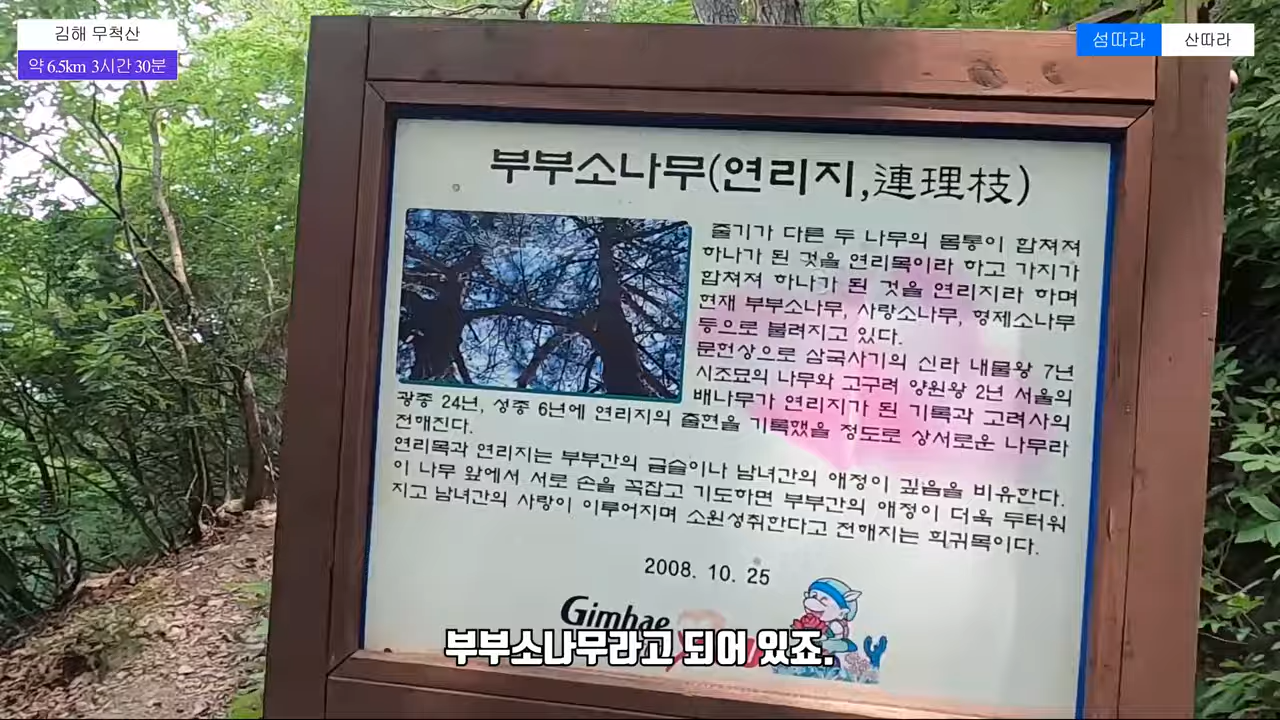 김해 무척산
약 6.5km 3시간 30분
섬따라 산따라
부부소나무(연리지,連理枝)
줄기가 다른 두 나무의 몸통이 합쳐져
하나가 된 것을 연리목이라 하고 가지가
합쳐져 하나가 된 것을 연리지라 하며
현재 부부소나무, 사랑소나무, 형제소나무
등으로 불려지고 있다.
문헌상으로 삼국사기의 신라 내물왕 7년
시조묘의 나무와 고구려 양원왕 2년 서울의
배나무가 연리지가 된 기록과 고려사의
광종 24년, 성종 6년에 연리지의 출현을 기록했을 정도로 상서로운 나무라
전해진다.
연리목과 연리지는 부부간의 금슬이나 남녀간의 애정이 깊음을 비유한다.
이 나무 앞에서 서로 손을 꼭잡고 기도하면 부부간의 애정이 더욱 두터워
지고 남녀간의 사랑이 이루어지며 소원성취한다고 전해지는 희귀목이다.
2008. 10. 25
Gimhae
부부소나무라고 되어 있죠.